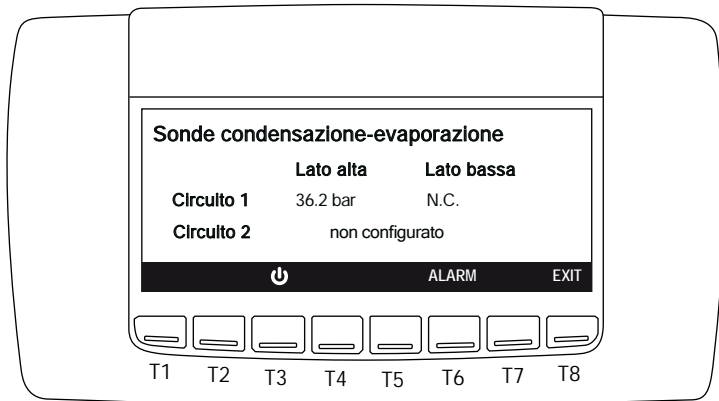 Sonde condensazione-evaporazione
Lato alta Lato bassa
Circuito 1 36.2 bar N.C.
Circuito 2 non configurato
ALARM EXIT
T1 T2 T3 T4 T5 T6 T7 T8